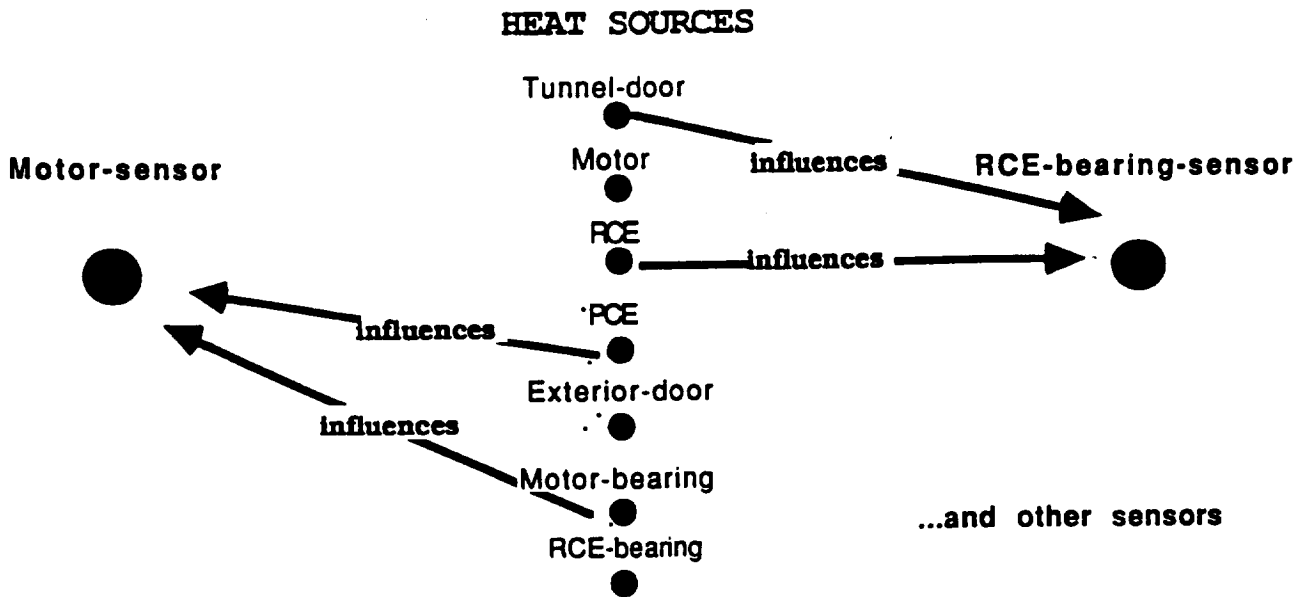 HEAT SOURCES
Tunnel-door
Motor-sensor
Motor
influences
RCE-bearing-sensor
RCE
influences
PCE
influences
Exterior-door
influences
Motor-bearing
...and other sensors
RCE-bearing